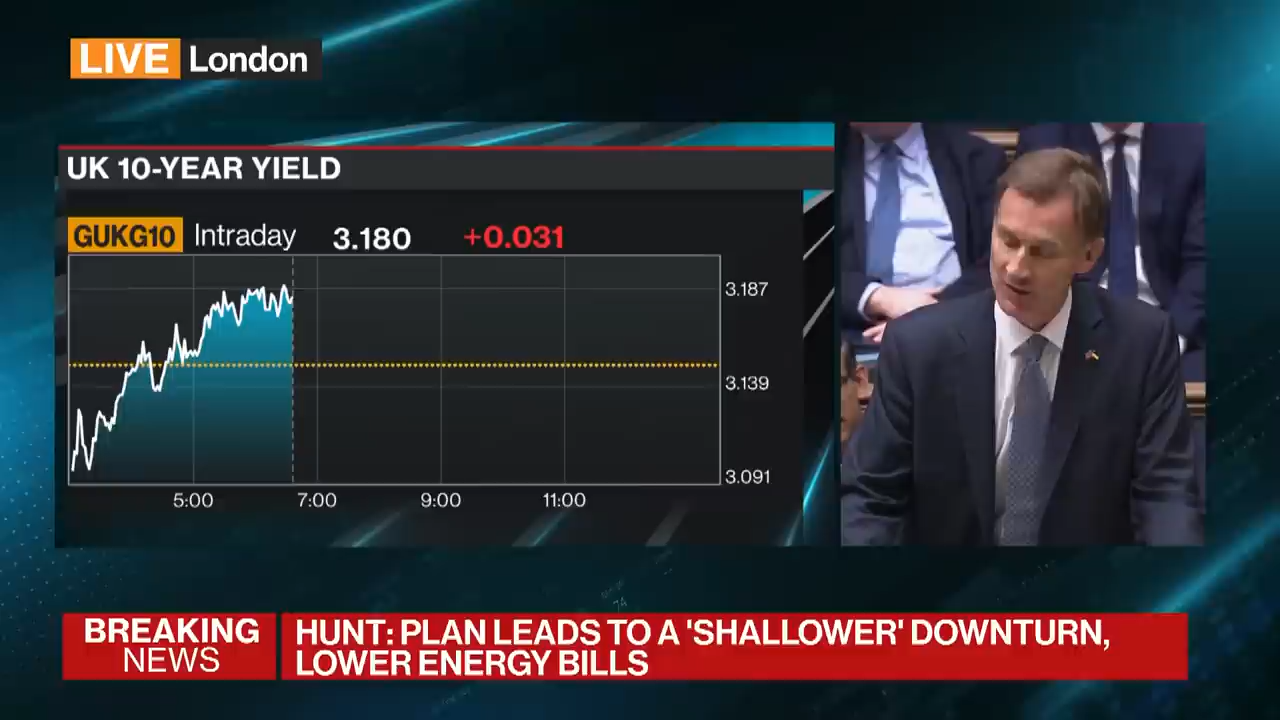 LIVE London
UK 10-YEAR YIELD
GUKG10 Intraday 3.180 +0.031
3.187
3.139
3.091
5:00 7:00 9:00 11:00
74
BREAKING
NEWS
HUNT: PLAN LEADS TO A 'SHALLOWER' DOWNTURN,
LOWER ENERGY BILLS